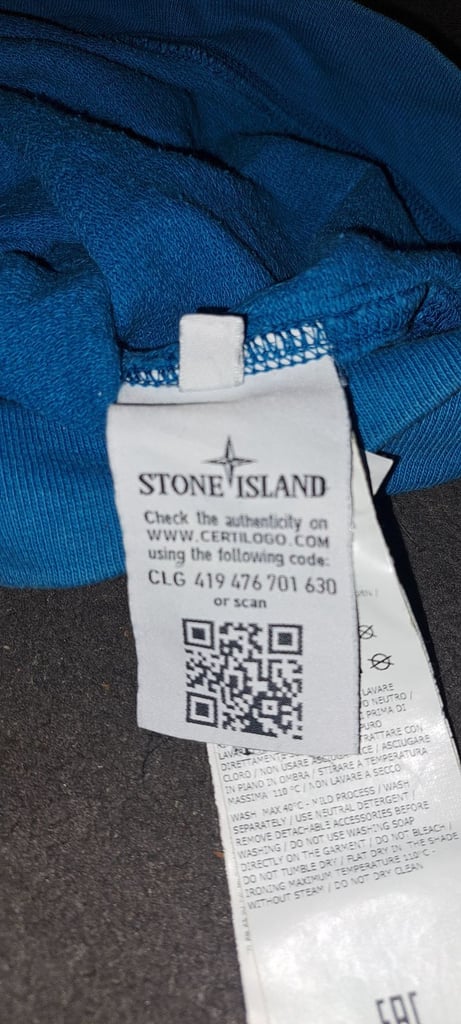 STONE ISLAND
Check the authenticity on
WWW.CERTILOGO.COM
using the following code:
CLG 419 476 701 630
or scan
LAVARE
O NEUTRO /
PRIMA DI
TRATTARE CON
DIRETTAMENTE
CLORO / NON USARE ASCIUGATRICE / ASCIUGARE
IN PIANO IN OMBRA / STIRARE A TEMPERATURA
MASSIMA 110 °C / NON LAVARE A SECCO
WASH MAX 40°C - MILD PROCESS / WASH
SEPARATELY / USE NEUTRAL DETERGENT /
REMOVE DETACHABLE ACCESSORIES BEFORE
WASHING / DO NOT USE WASHING SOAP
DIRECTLY ON THE GARMENT / DO NOT BLEACH /
DO NOT TUMBLE DRY / FLAT DRY IN THE SHADE
IRONING MAXIMUM TEMPERATURE 110°C -
WITHOUT STEAM / DO NOT DRY CLEAN
EAC